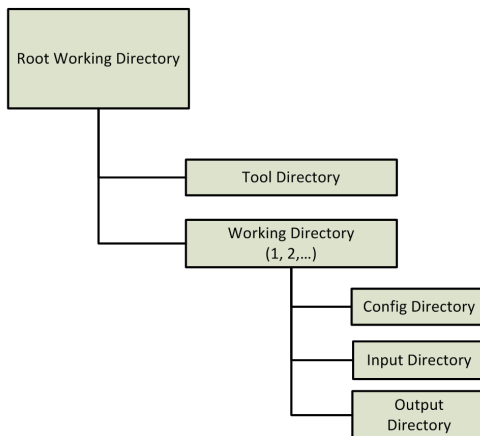 Root Working Directory
Tool Directory
Working Directory
(1, 2,...)
Config Directory
Input Directory
Output
Directory